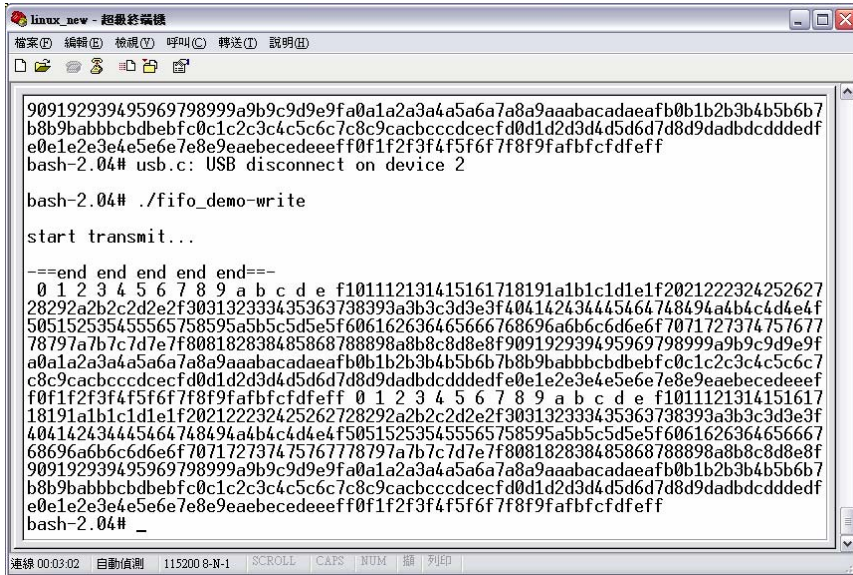 linux_new - 超級終端機
檔案(F) 編輯(E) 檢視(V) 呼叫(C) 轉送(T) 說明(H)
909192939495969798999a9b9c9d9e9fa0a1a2a3a4a5a6a7a8a9aaabacadaeafb0b1b2b3b4b5b6b7
b8b9babbbcbdbebfc0c1c2c3c4c5c6c7c8c9cacbcccdcecfd0d1d2d3d4d5d6d7d8d9dadbdcdddedf
e0e1e2e3e4e5e6e7e8e9eaebecedeeeff0f1f2f3f4f5f6f7f8f9fafbfcfdfeff
bash-2.04# usb.c: USB disconnect on device 2
bash-2.04# ./fifo_demo-write
start transmit...
-==end end end end end==-
 0 1 2 3 4 5 6 7 8 9 a b c d e f101112131415161718191a1b1c1d1e1f2021222324252627
28292a2b2c2d2e2f303132333435363738393a3b3c3d3e3f404142434445464748494a4b4c4d4e4f
505152535455565758595a5b5c5d5e5f606162636465666768696a6b6c6d6e6f7071727374757677
78797a7b7c7d7e7f808182838485868788898a8b8c8d8e8f909192939495969798999a9b9c9d9e9f
a0a1a2a3a4a5a6a7a8a9aaabacadaeafb0b1b2b3b4b5b6b7b8b9babbbcbdbebfc0c1c2c3c4c5c6c7
c8c9cacbcccdcecfd0d1d2d3d4d5d6d7d8d9dadbdcdddedfe0e1e2e3e4e5e6e7e8e9eaebecedeeef
f0f1f2f3f4f5f6f7f8f9fafbfcfdfeff 0 1 2 3 4 5 6 7 8 9 a b c d e f1011121314151617
18191a1b1c1d1e1f202122232425262728292a2b2c2d2e2f303132333435363738393a3b3c3d3e3f
404142434445464748494a4b4c4d4e4f505152535455565758595a5b5c5d5e5f6061626364656667
68696a6b6c6d6e6f707172737475767778797a7b7c7d7e7f808182838485868788898a8b8c8d8e8f
909192939495969798999a9b9c9d9e9fa0a1a2a3a4a5a6a7a8a9aaabacadaeafb0b1b2b3b4b5b6b7
b8b9babbbcbdbebfc0c1c2c3c4c5c6c7c8c9cacbcccdcecfd0d1d2d3d4d5d6d7d8d9dadbdcdddedf
e0e1e2e3e4e5e6e7e8e9eaebecedeeeff0f1f2f3f4f5f6f7f8f9fafbfcfdfeff
bash-2.04# _
連線 00:03:02 自動偵測 115200 8-N-1 SCROLL CAPS NUM 擷 列印